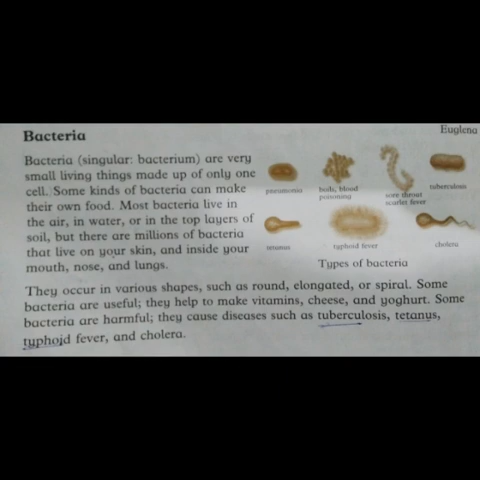 Euglena
Bacteria
Bacteria (singular: bacterium) are very
small living things made up of only one
cell. Some kinds of bacteria can make
their own food. Most bacteria live in
the air, in water, or in the top layers of
soil, but there are millions of bacteria
that live on your skin, and inside your
mouth, nose, and lungs.
pneumonia
boils, blood
poisoning
sore throat
scarlet fever
tuberculosis
tetanus
typhoid fever
cholera
Types of bacteria
They occur in various shapes, such as round, elongated, or spiral. Some
bacteria are useful; they help to make vitamins, cheese, and yoghurt. Some
bacteria are harmful; they cause diseases such as tuberculosis, tetanus,
typhoid fever, and cholera.